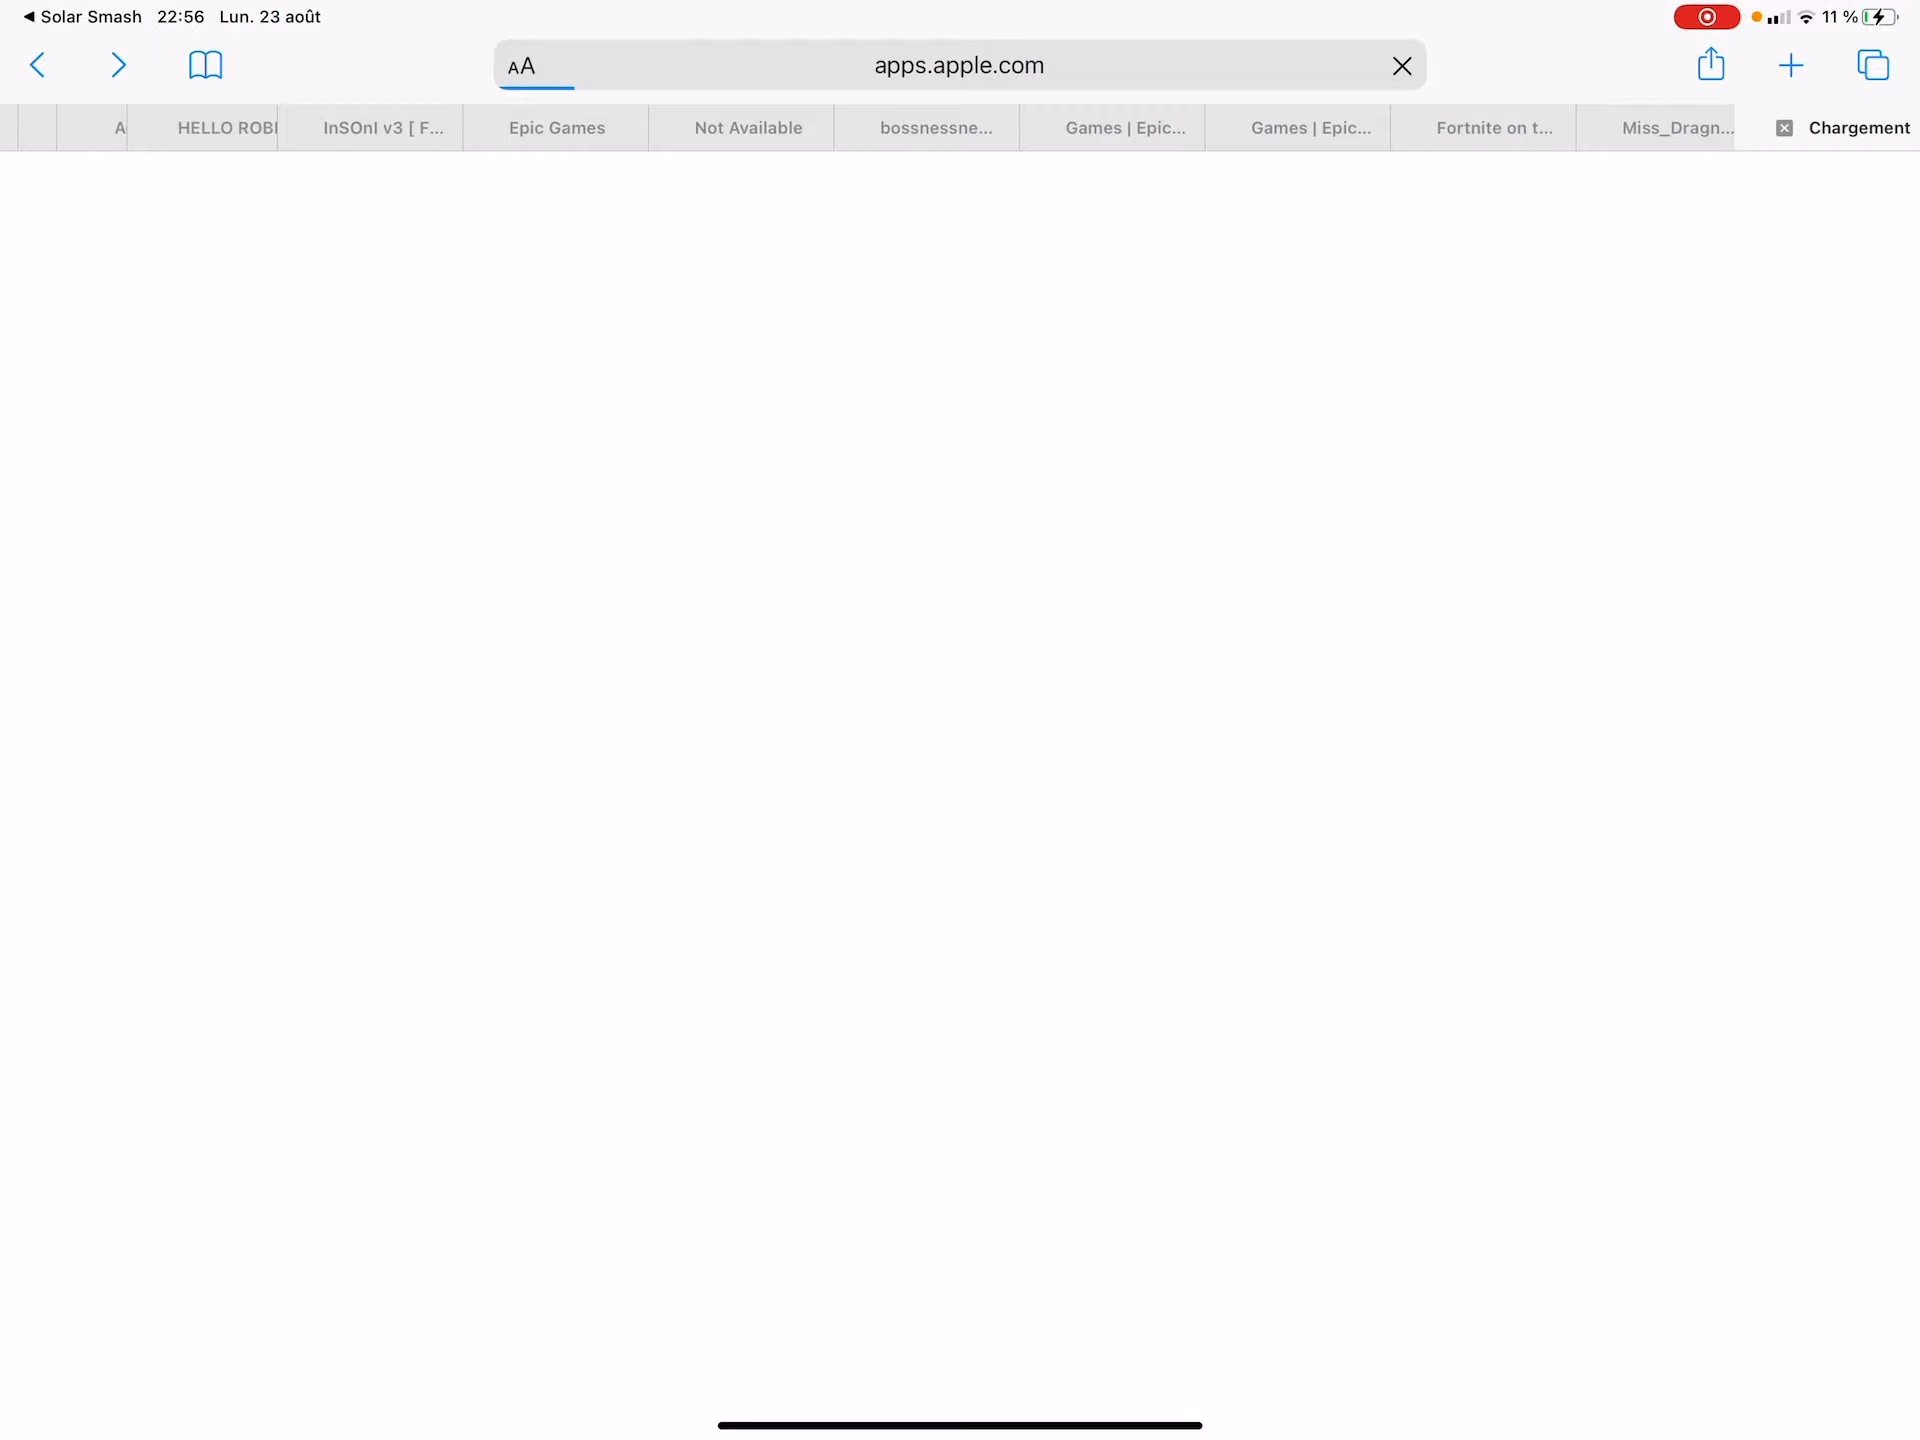 ◀ Solar Smash 22:56 Lun. 23 août 11 %
AA apps.apple.com
A HELLO ROBI InSOnI v3 [ F... Epic Games Not Available bossnessne... Games | Epic... Games | Epic... Fortnite on t... Miss_Dragn... Chargement